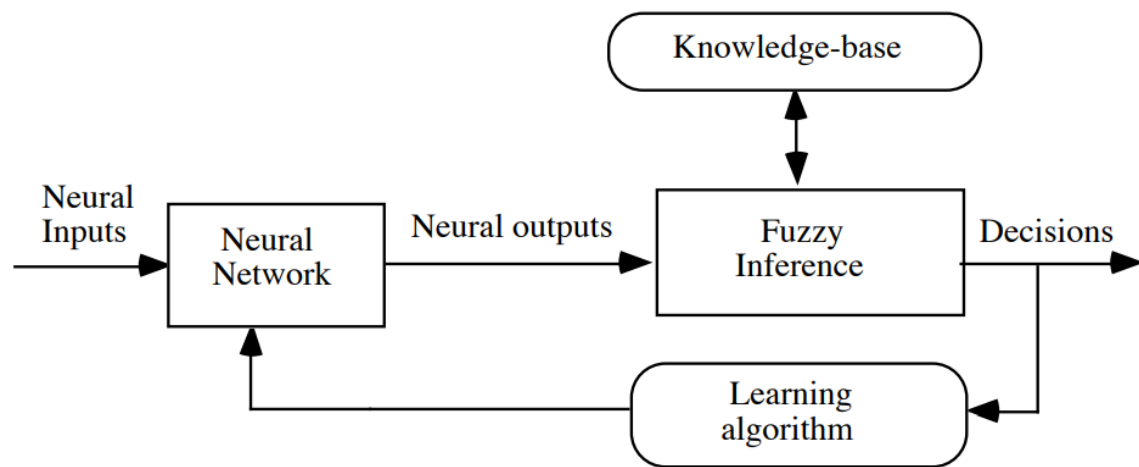 Knowledge-base
Neural
Inputs
Neural
Network
Neural outputs
Fuzzy
Inference
Decisions
Learning
algorithm